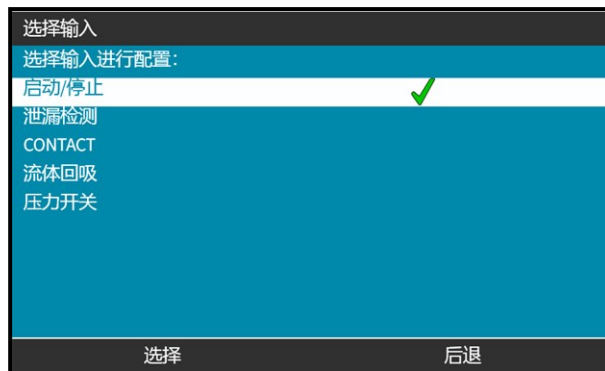 选择输入
选择输入进行配置：
启动/停止
泄漏检测
CONTACT
流体回吸
压力开关
选择 后退